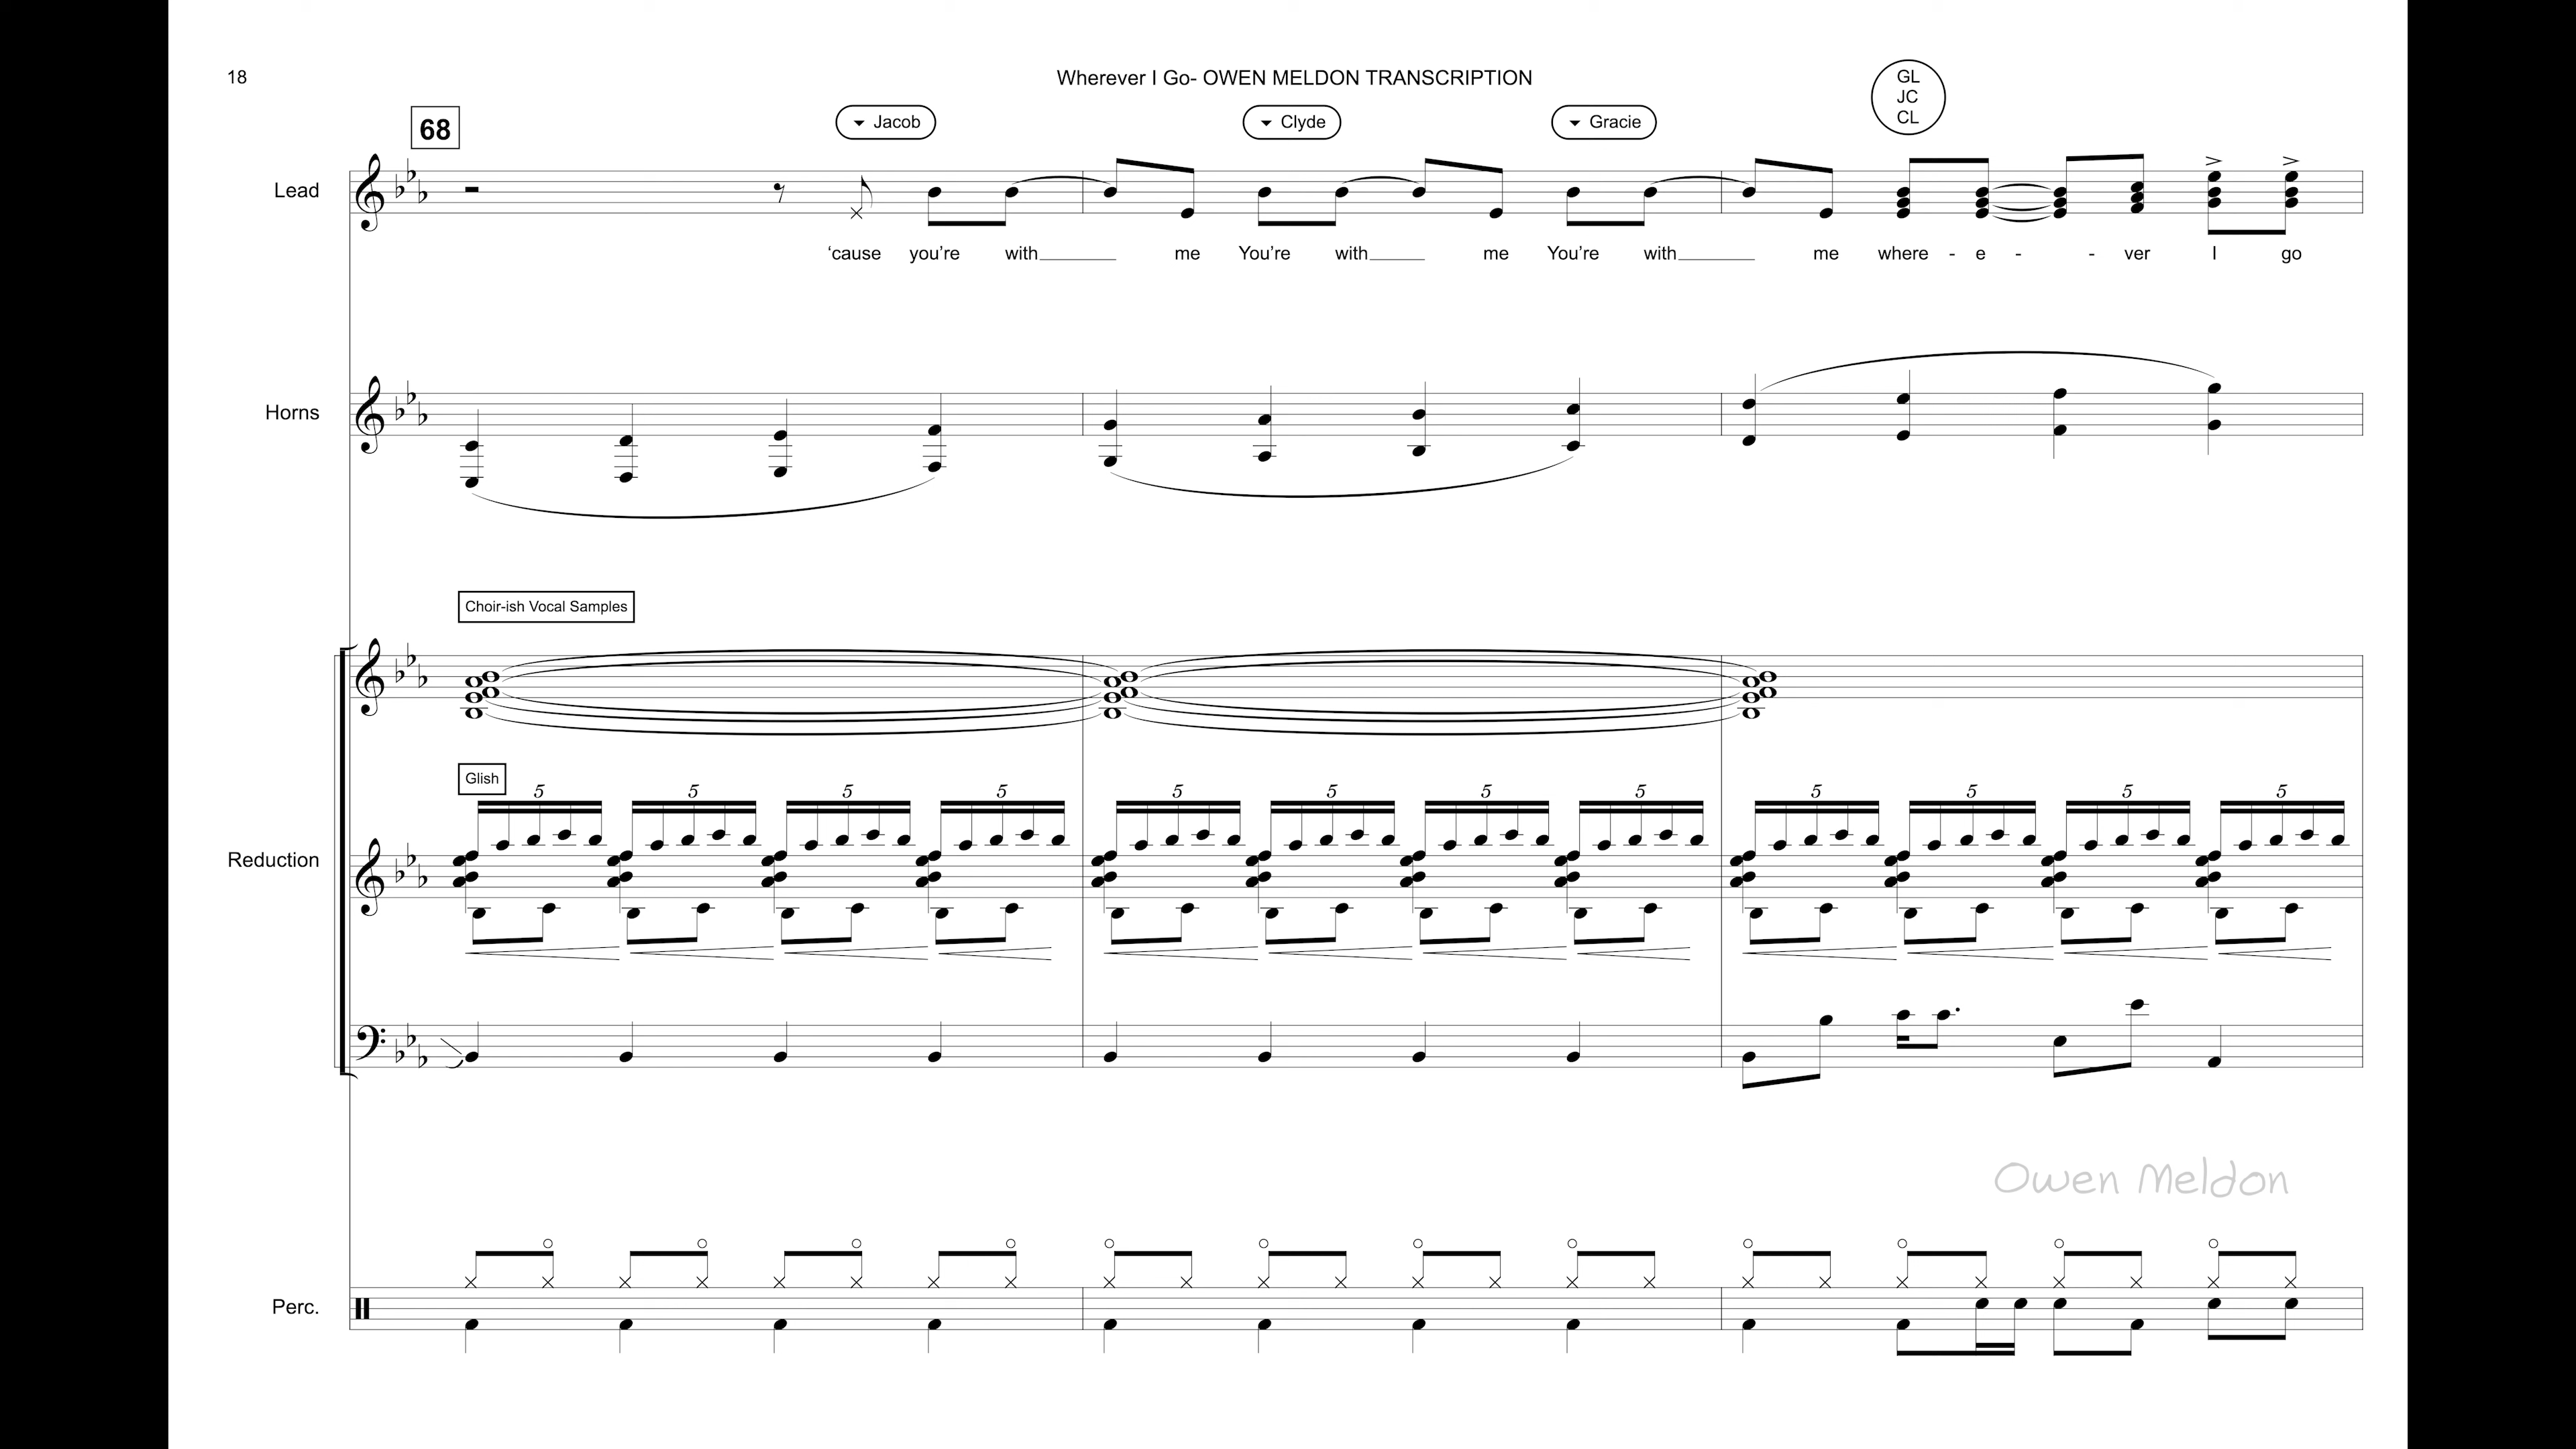 18
Wherever I Go- OWEN MELDON TRANSCRIPTION
GL
JC
CL
68
Jacob
Clyde
Gracie
Lead
‘cause you’re with me You’re with me You’re with me where - e - - ver I go
Horns
Choir-ish Vocal Samples
Glish
5 5 5 5 5 5 5 5 5 5 5 5
Reduction
Owen Meldon
Perc.